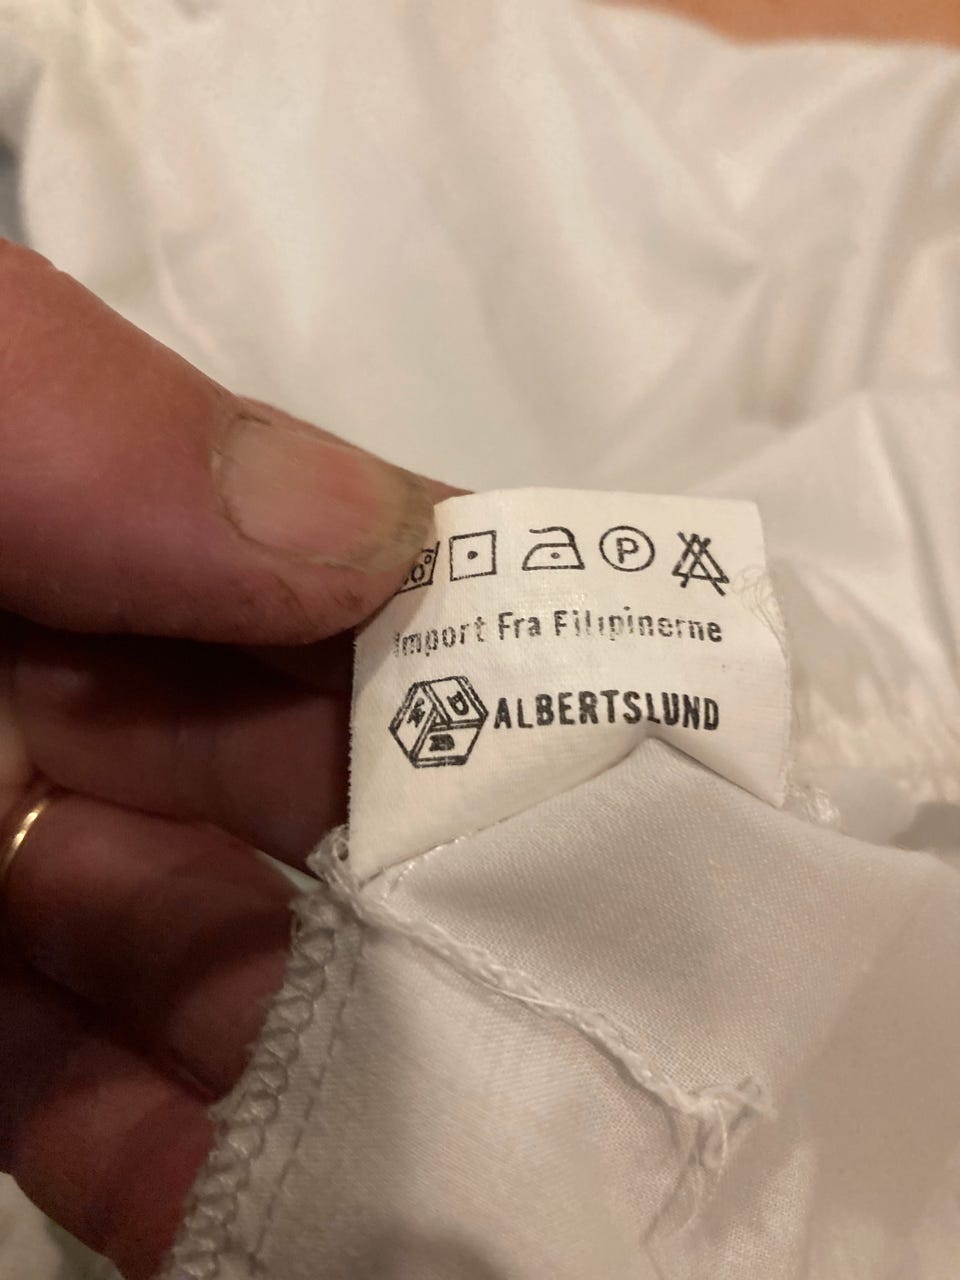 P
Import Fra Filipinerne
ALBERTSLUND